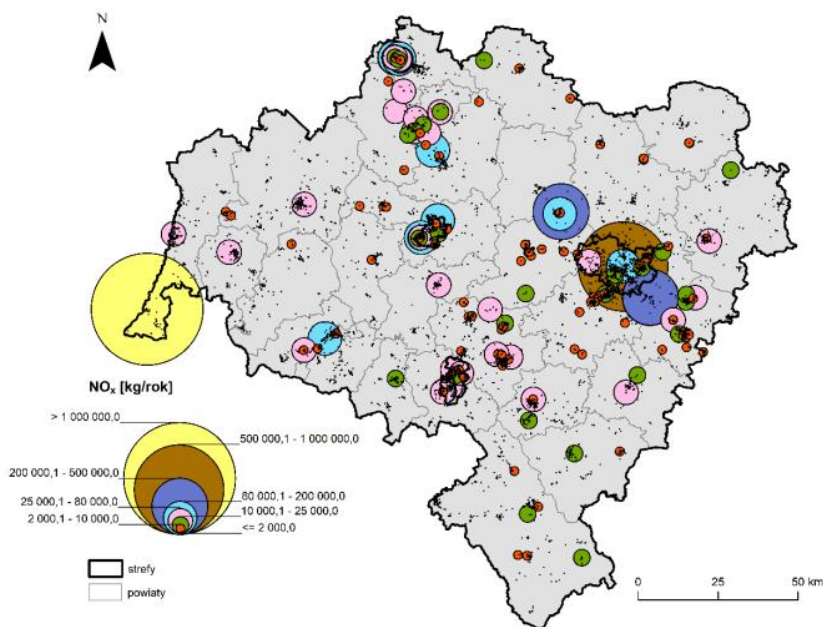 N
NOx [kg/rok]
> 1 000 000,0
500 000,1 - 1 000 000,0
200 000,1 - 500 000,0
80 000,1 - 200 000,0
25 000,1 - 80 000,0
10 000,1 - 25 000,0
2 000,1 - 10 000,0
<= 2 000,0
strefy
powiaty
0 25 50 km